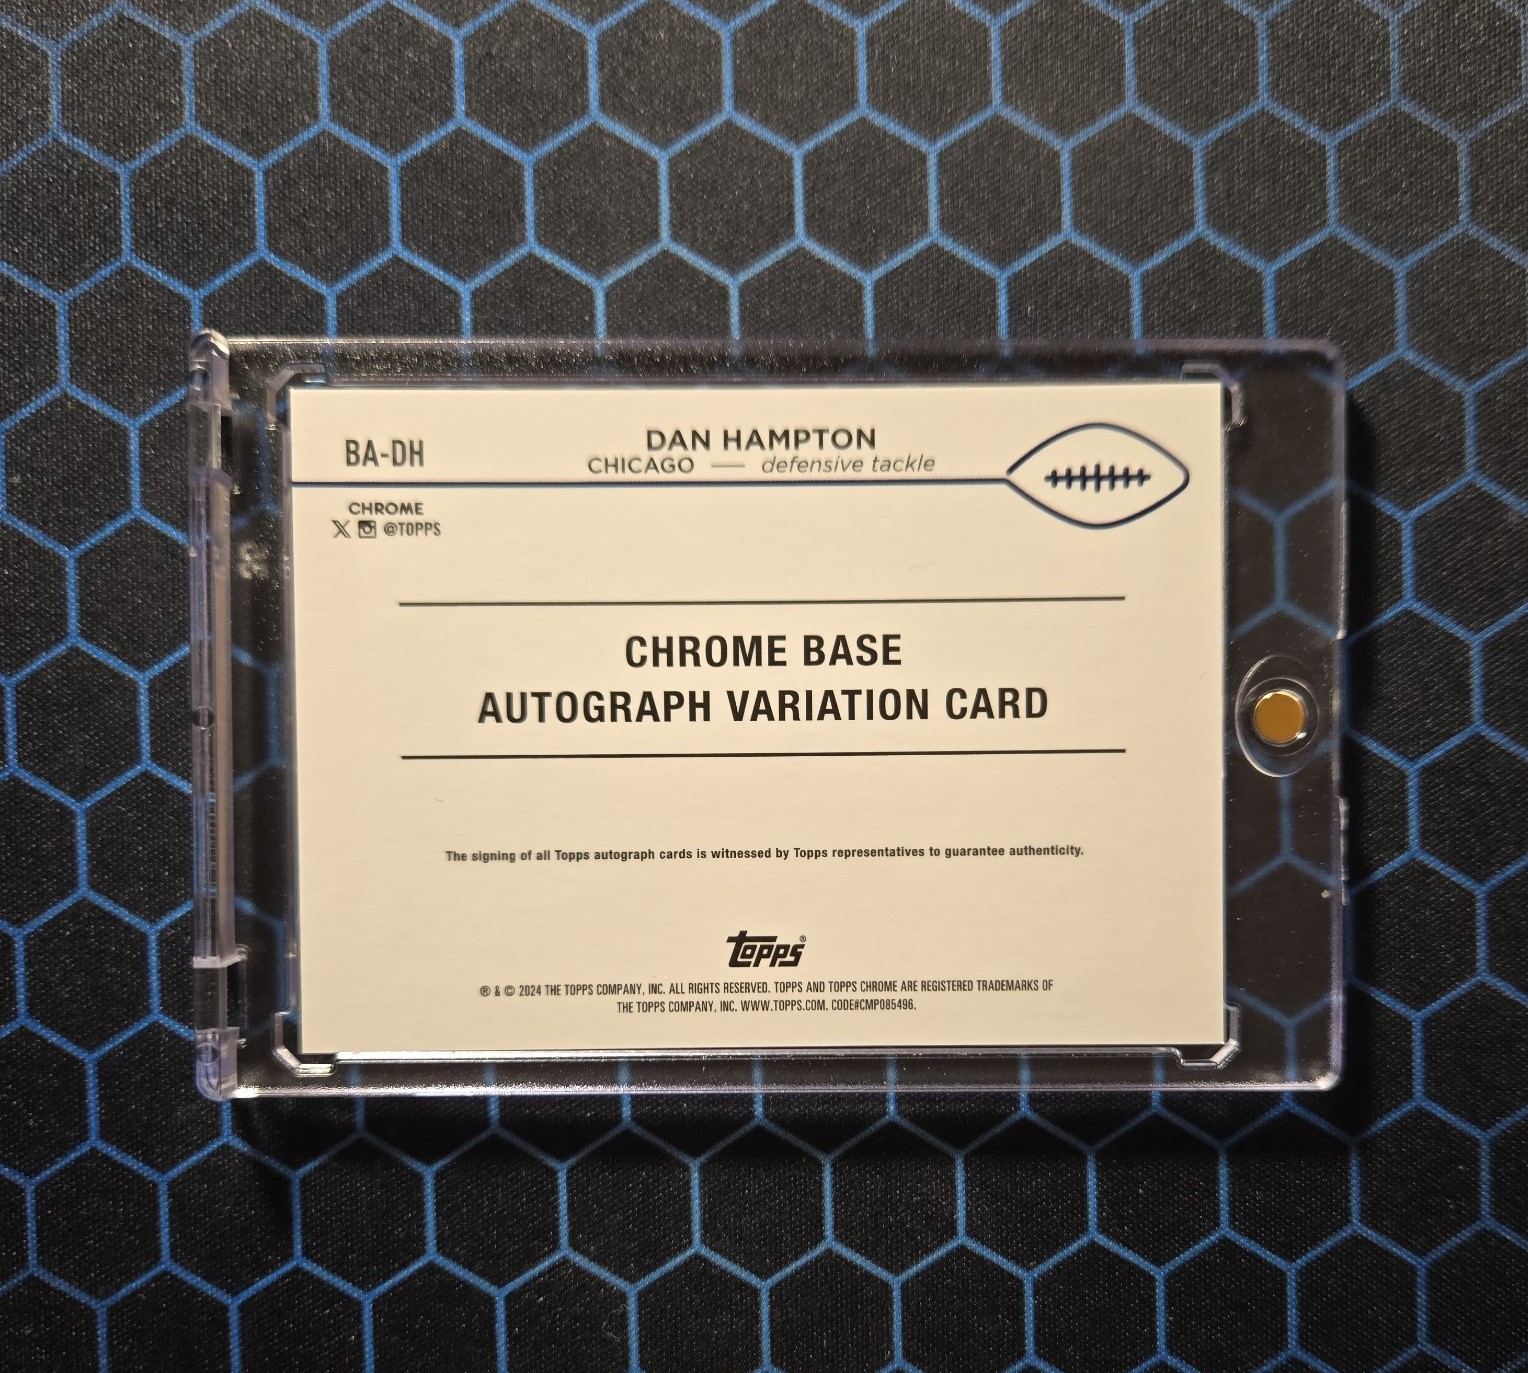 BA-DH
DAN HAMPTON
CHICAGO — defensive tackle
CHROME
X @TOPPS
CHROME BASE
AUTOGRAPH VARIATION CARD
The signing of all Topps autograph cards is witnessed by Topps representatives to guarantee authenticity.
Topps®
® & © 2024 THE TOPPS COMPANY, INC. ALL RIGHTS RESERVED. TOPPS AND TOPPS CHROME ARE REGISTERED TRADEMARKS OF
THE TOPPS COMPANY, INC. WWW.TOPPS.COM. CODE#CMP085496.